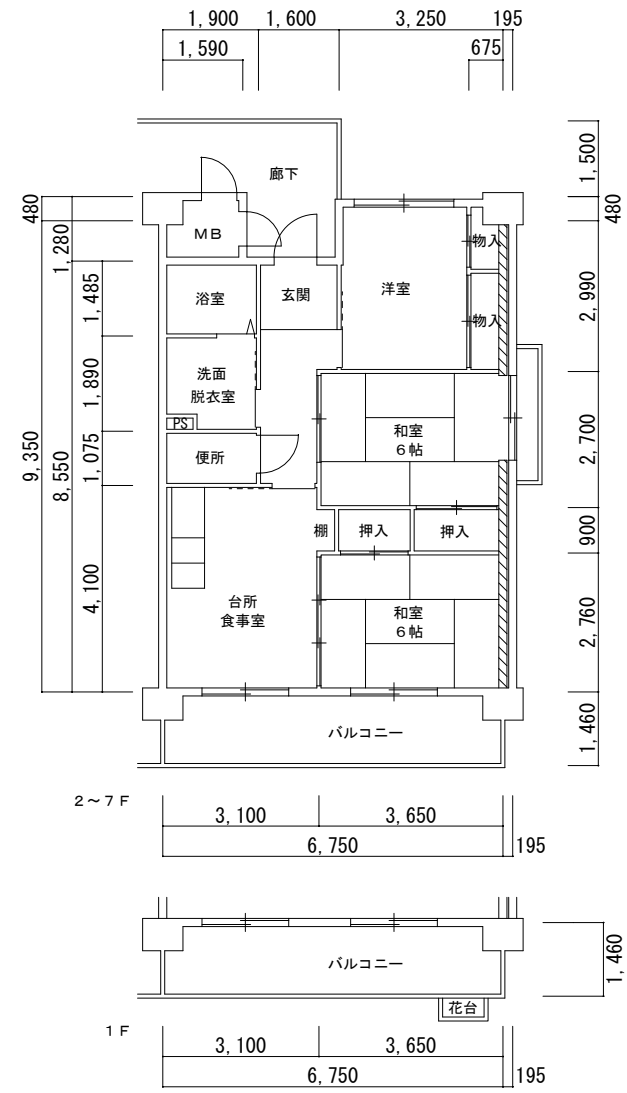 1,900 1,600 3,250 195
1,590 675
廊下
1,500
480
480
MB
物入
1,280
浴室
玄関
洋室
1,485
2,990
物入
洗面
脱衣室
1,890
PS
和室
6帖
2,700
便所
1,075
9,350
8,550
棚
押入
押入
900
4,100
台所
食事室
和室
6帖
2,760
バルコニー
1,460
2~7F
3,100 3,650
6,750 195
バルコニー
1,460
花台
1F
3,100 3,650
6,750 195